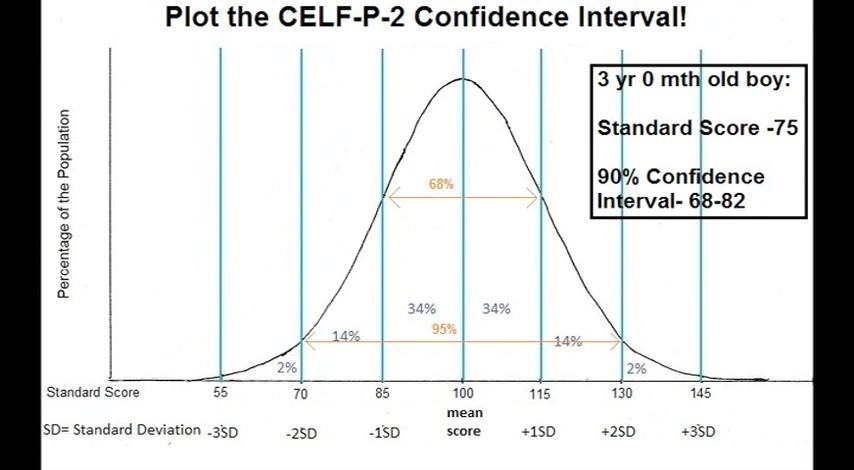 Plot the CELF-P-2 Confidence Interval!
3 yr 0 mth old boy:
Standard Score -75
90% Confidence
Interval- 68-82
Percentage of the Population
68%
34% 34%
95%
14% 14%
2% 2%
Standard Score 55 70 85 100 115 130 145
mean
score
SD= Standard Deviation -3SD -2SD -1SD +1SD +2SD +3SD